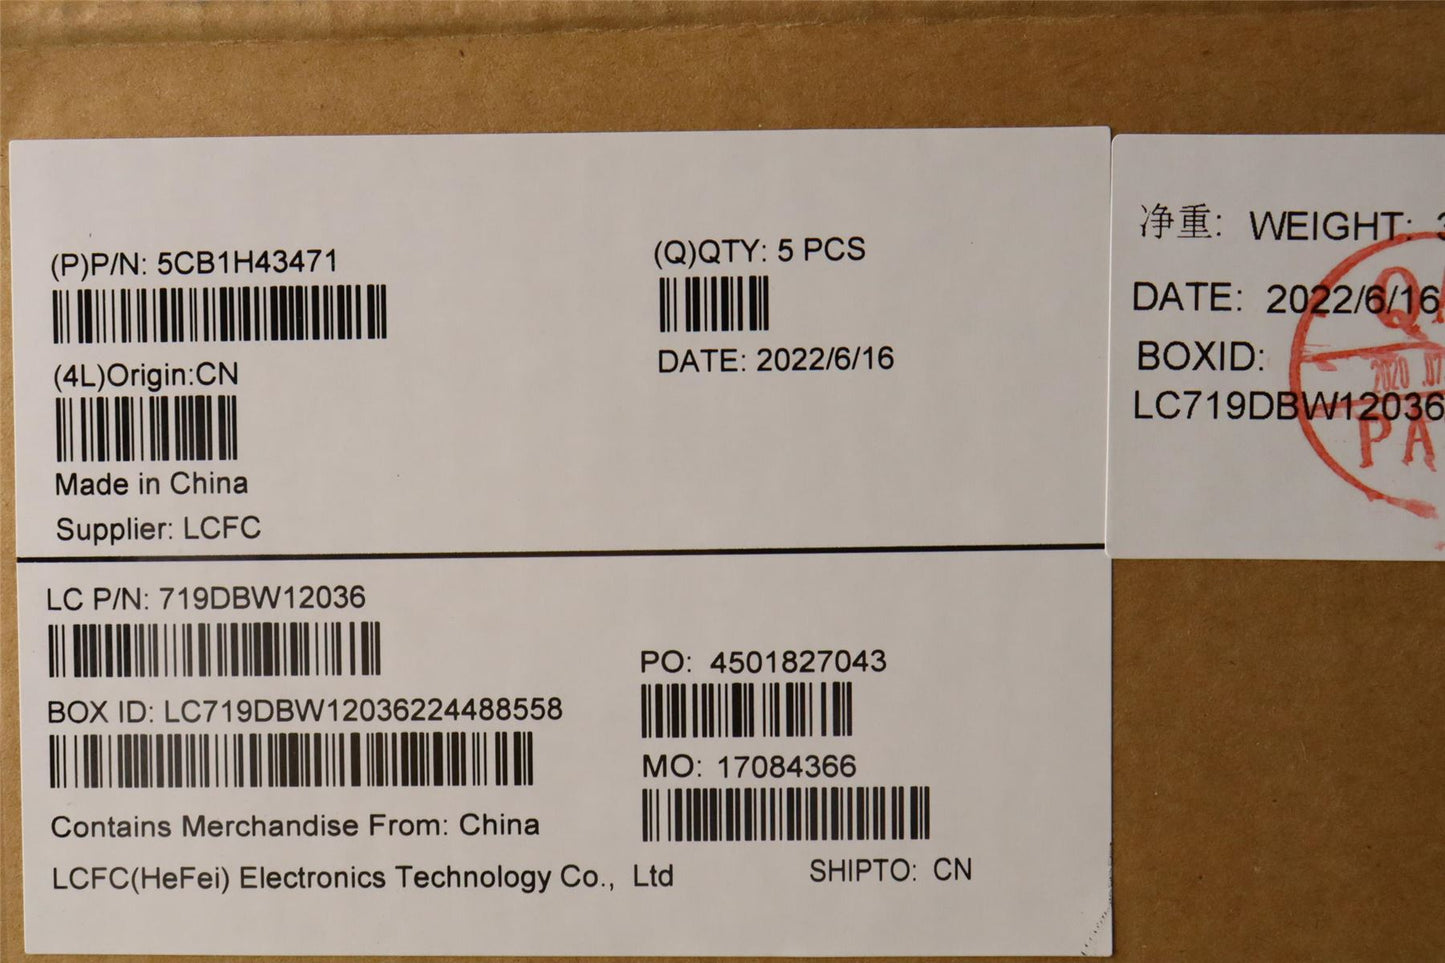 (P)P/N: 5CB1H43471
(Q)QTY: 5 PCS
(4L)Origin:CN
DATE: 2022/6/16
Made in China
Supplier: LCFC
LC P/N: 719DBW12036
PO: 4501827043
BOX ID: LC719DBW12036224488558
MO: 17084366
Contains Merchandise From: China
LCFC(HeFei) Electronics Technology Co., Ltd
SHIPTO: CN
净重: WEIGHT:
DATE: 2022/6/16
BOXID:
LC719DBW12036
2020 .07